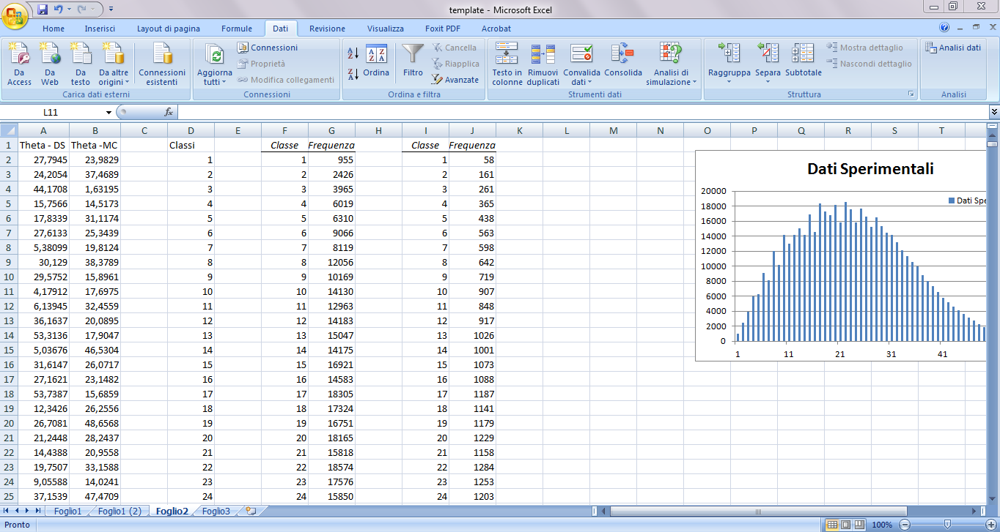 template - Microsoft Excel
Home Inserisci Layout di pagina Formule Dati Revisione Visualizza Foxit PDF Acrobat
Da Access Da Web Da testo Da altre origini Connessioni esistenti Aggiorna tutti Connessioni Proprietà Modifica collegamenti Ordina Filtro Cancella Riapplica Avanzate Testo in colonne Rimuovi duplicati Convalida dati Consolida Analisi di simulazione Raggruppa Separa Subtotale Mostra dettaglio Nascondi dettaglio Analisi dati
Carica dati esterni Connessioni Ordina e filtra Strumenti dati Struttura Analisi
L11 fx
A B C D E F G H I J K L M N O P Q R S T
1 Theta - DS Theta -MC Classi Classe Frequenza Classe Frequenza
2 27,7945 23,9829 1 1 955 1 58
3 24,2054 37,4689 2 2 2426 2 161
4 44,1708 1,63195 3 3 3965 3 261
5 15,7566 14,5173 4 4 6019 4 365
6 17,8339 31,1174 5 5 6310 5 438
7 27,6133 25,3439 6 6 9066 6 563
8 5,38099 19,8124 7 7 8119 7 598
9 30,129 38,3789 8 8 12056 8 642
10 29,5752 15,8961 9 9 10169 9 719
11 4,17912 17,6975 10 10 14130 10 907
12 6,13945 32,4559 11 11 12963 11 848
13 36,1637 20,0895 12 12 14183 12 917
14 53,3136 17,9047 13 13 15047 13 1026
15 5,03676 46,5304 14 14 14175 14 1001
16 31,6147 26,0717 15 15 16921 15 1073
17 27,1621 23,1482 16 16 14583 16 1088
18 53,7387 15,6859 17 17 18305 17 1187
19 12,3426 26,2556 18 18 17324 18 1141
20 26,7081 48,6568 19 19 16751 19 1179
21 21,2448 28,2437 20 20 18165 20 1229
22 14,4388 20,9558 21 21 15818 21 1158
23 19,7507 33,1588 22 22 18574 22 1284
24 9,05588 14,0241 23 23 17576 23 1253
25 37,1539 47,4709 24 24 15850 24 1203
Dati Sperimentali
20000
18000
16000
14000
12000
10000
8000
6000
4000
2000
0
1 11 21 31 41
Dati Spe
Foglio1 Foglio1 (2) Foglio2 Foglio3
Pronto 100%